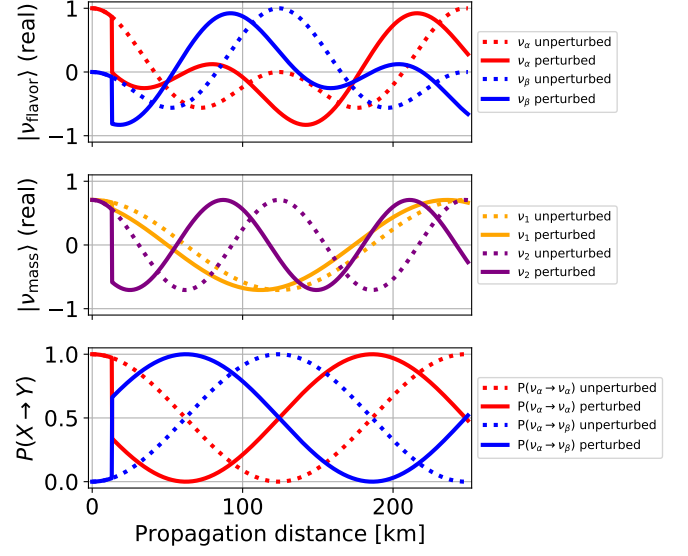 |ν_flavor⟩ (real)
1
0
−1
ν_α unperturbed
ν_α perturbed
ν_β unperturbed
ν_β perturbed
|ν_mass⟩ (real)
1
0
−1
ν_1 unperturbed
ν_1 perturbed
ν_2 unperturbed
ν_2 perturbed
P(X → Y)
1.0
0.5
0.0
P(ν_α → ν_α) unperturbed
P(ν_α → ν_α) perturbed
P(ν_α → ν_β) unperturbed
P(ν_α → ν_β) perturbed
0 100 200
Propagation distance [km]